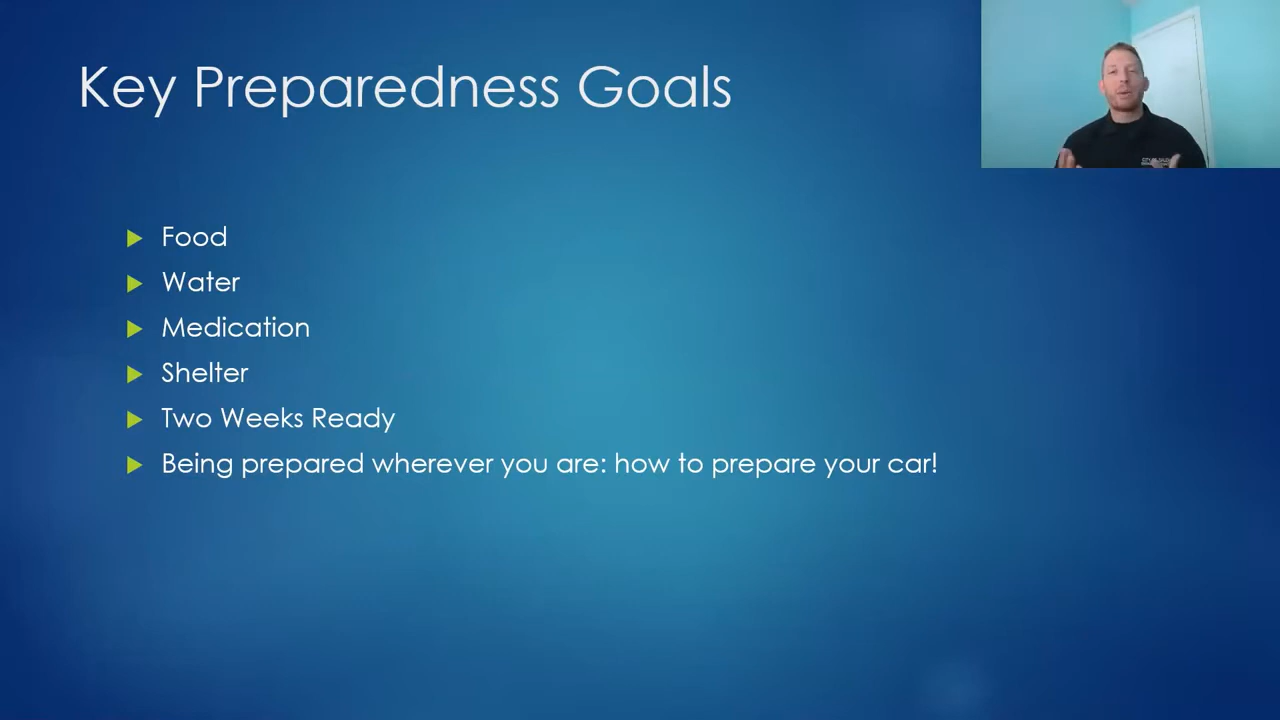 Key Preparedness Goals
Food
Water
Medication
Shelter
Two Weeks Ready
Being prepared wherever you are: how to prepare your car!